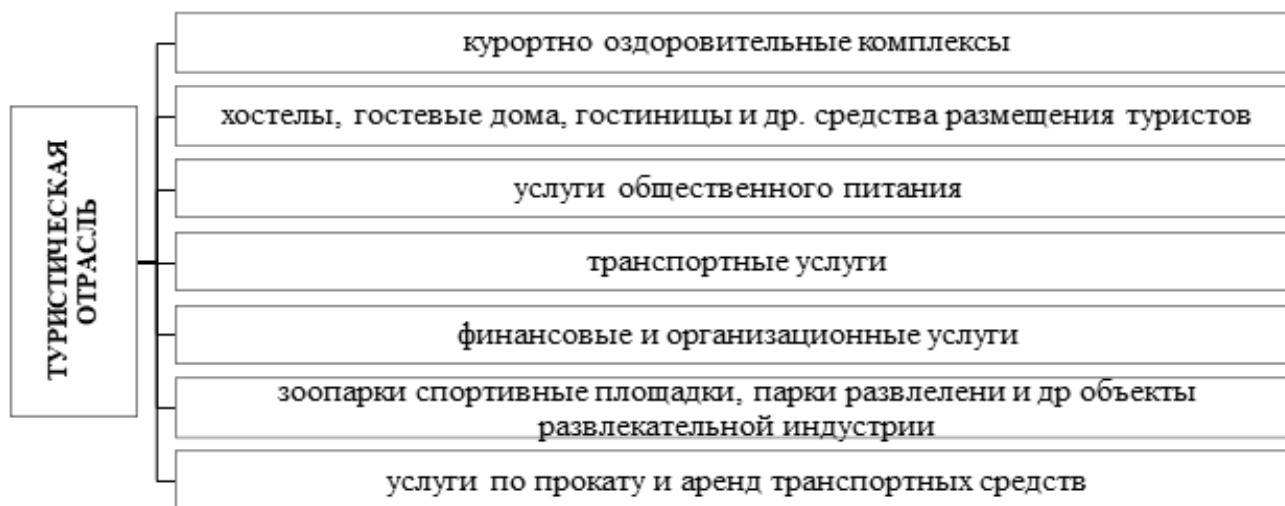 ТУРИСТИЧЕСКАЯ
ОТРАСЛЬ
курортно оздоровительные комплексы
хостелы, гостевые дома, гостиницы и др. средства размещения туристов
услуги общественного питания
транспортные услуги
финансовые и организационные услуги
зоопарки спортивные площадки, парки развлелени и др объекты
развлекательной индустрии
услуги по прокату и аренд транспортных средств